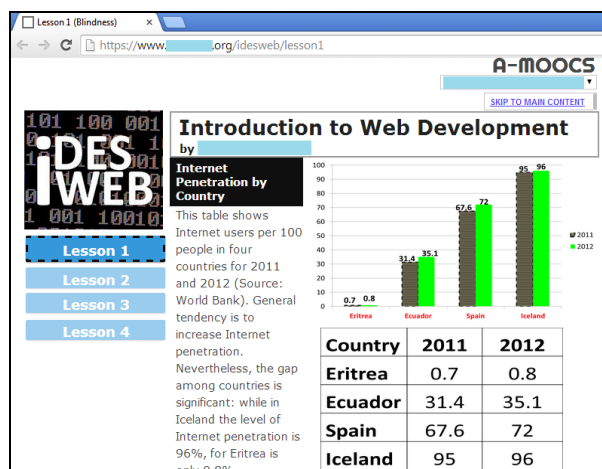 Lesson 1 (Blindness)
https://www. .org/idesweb/lesson1
A-MOOCS
SKIP TO MAIN CONTENT
101 100 001
iDES
WEB
1 001 10010
Introduction to Web Development
by
Lesson 1
Lesson 2
Lesson 3
Lesson 4
Internet
Penetration by
Country
This table shows
Internet users per 100
people in four
countries for 2011
and 2012 (Source:
World Bank). General
tendency is to
increase Internet
penetration.
Nevertheless, the gap
among countries is
significant: while in
Iceland the level of
Internet penetration is
96%, for Eritrea is
only 0.8%
100
90
80
70
60
50
40
30
20
10
0
0.7 0.8
31.4 35.1
67.6 72
95 96
Eritrea Ecuador Spain Iceland
2011
2012
Country 2011 2012
Eritrea 0.7 0.8
Ecuador 31.4 35.1
Spain 67.6 72
Iceland 95 96